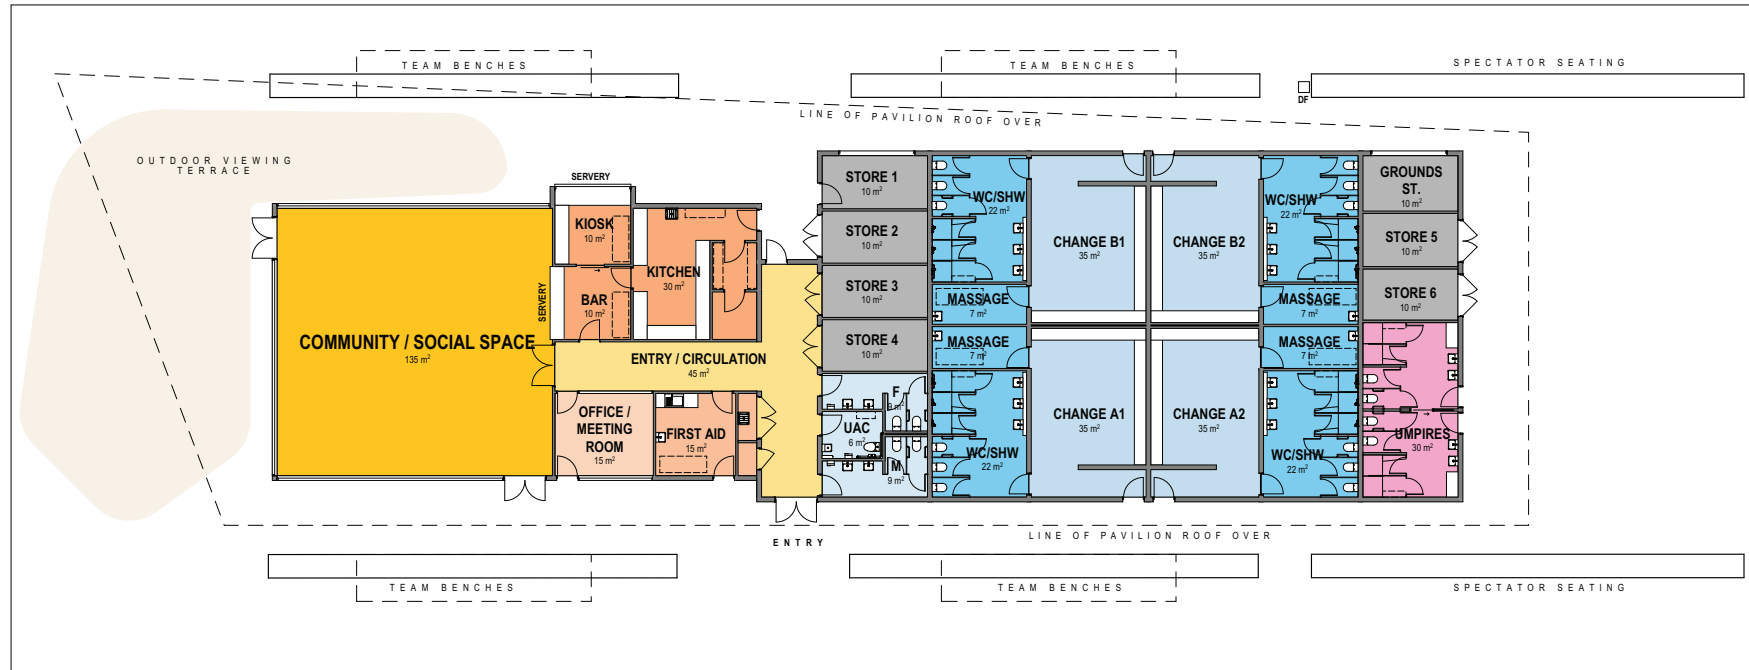 TEAM BENCHES
TEAM BENCHES
SPECTATOR SEATING
DF
LINE OF PAVILION ROOF OVER
OUTDOOR VIEWING
TERRACE
SERVERY
KIOSK
10 m²
KITCHEN
30 m²
BAR
10 m²
SERVERY
COMMUNITY / SOCIAL SPACE
135 m²
ENTRY / CIRCULATION
45 m²
OFFICE /
MEETING
ROOM
15 m²
FIRST AID
15 m²
STORE 1
10 m²
STORE 2
10 m²
STORE 3
10 m²
STORE 4
10 m²
F
9 m²
UAC
6 m²
M
9 m²
WC/SHW
22 m²
MASSAGE
7 m²
MASSAGE
7 m²
WC/SHW
22 m²
CHANGE B1
35 m²
CHANGE B2
35 m²
CHANGE A1
35 m²
CHANGE A2
35 m²
WC/SHW
22 m²
MASSAGE
7 m²
MASSAGE
7 m²
WC/SHW
22 m²
GROUNDS
ST.
10 m²
STORE 5
10 m²
STORE 6
10 m²
UMPIRES
30 m²
ENTRY
LINE OF PAVILION ROOF OVER
TEAM BENCHES
TEAM BENCHES
SPECTATOR SEATING